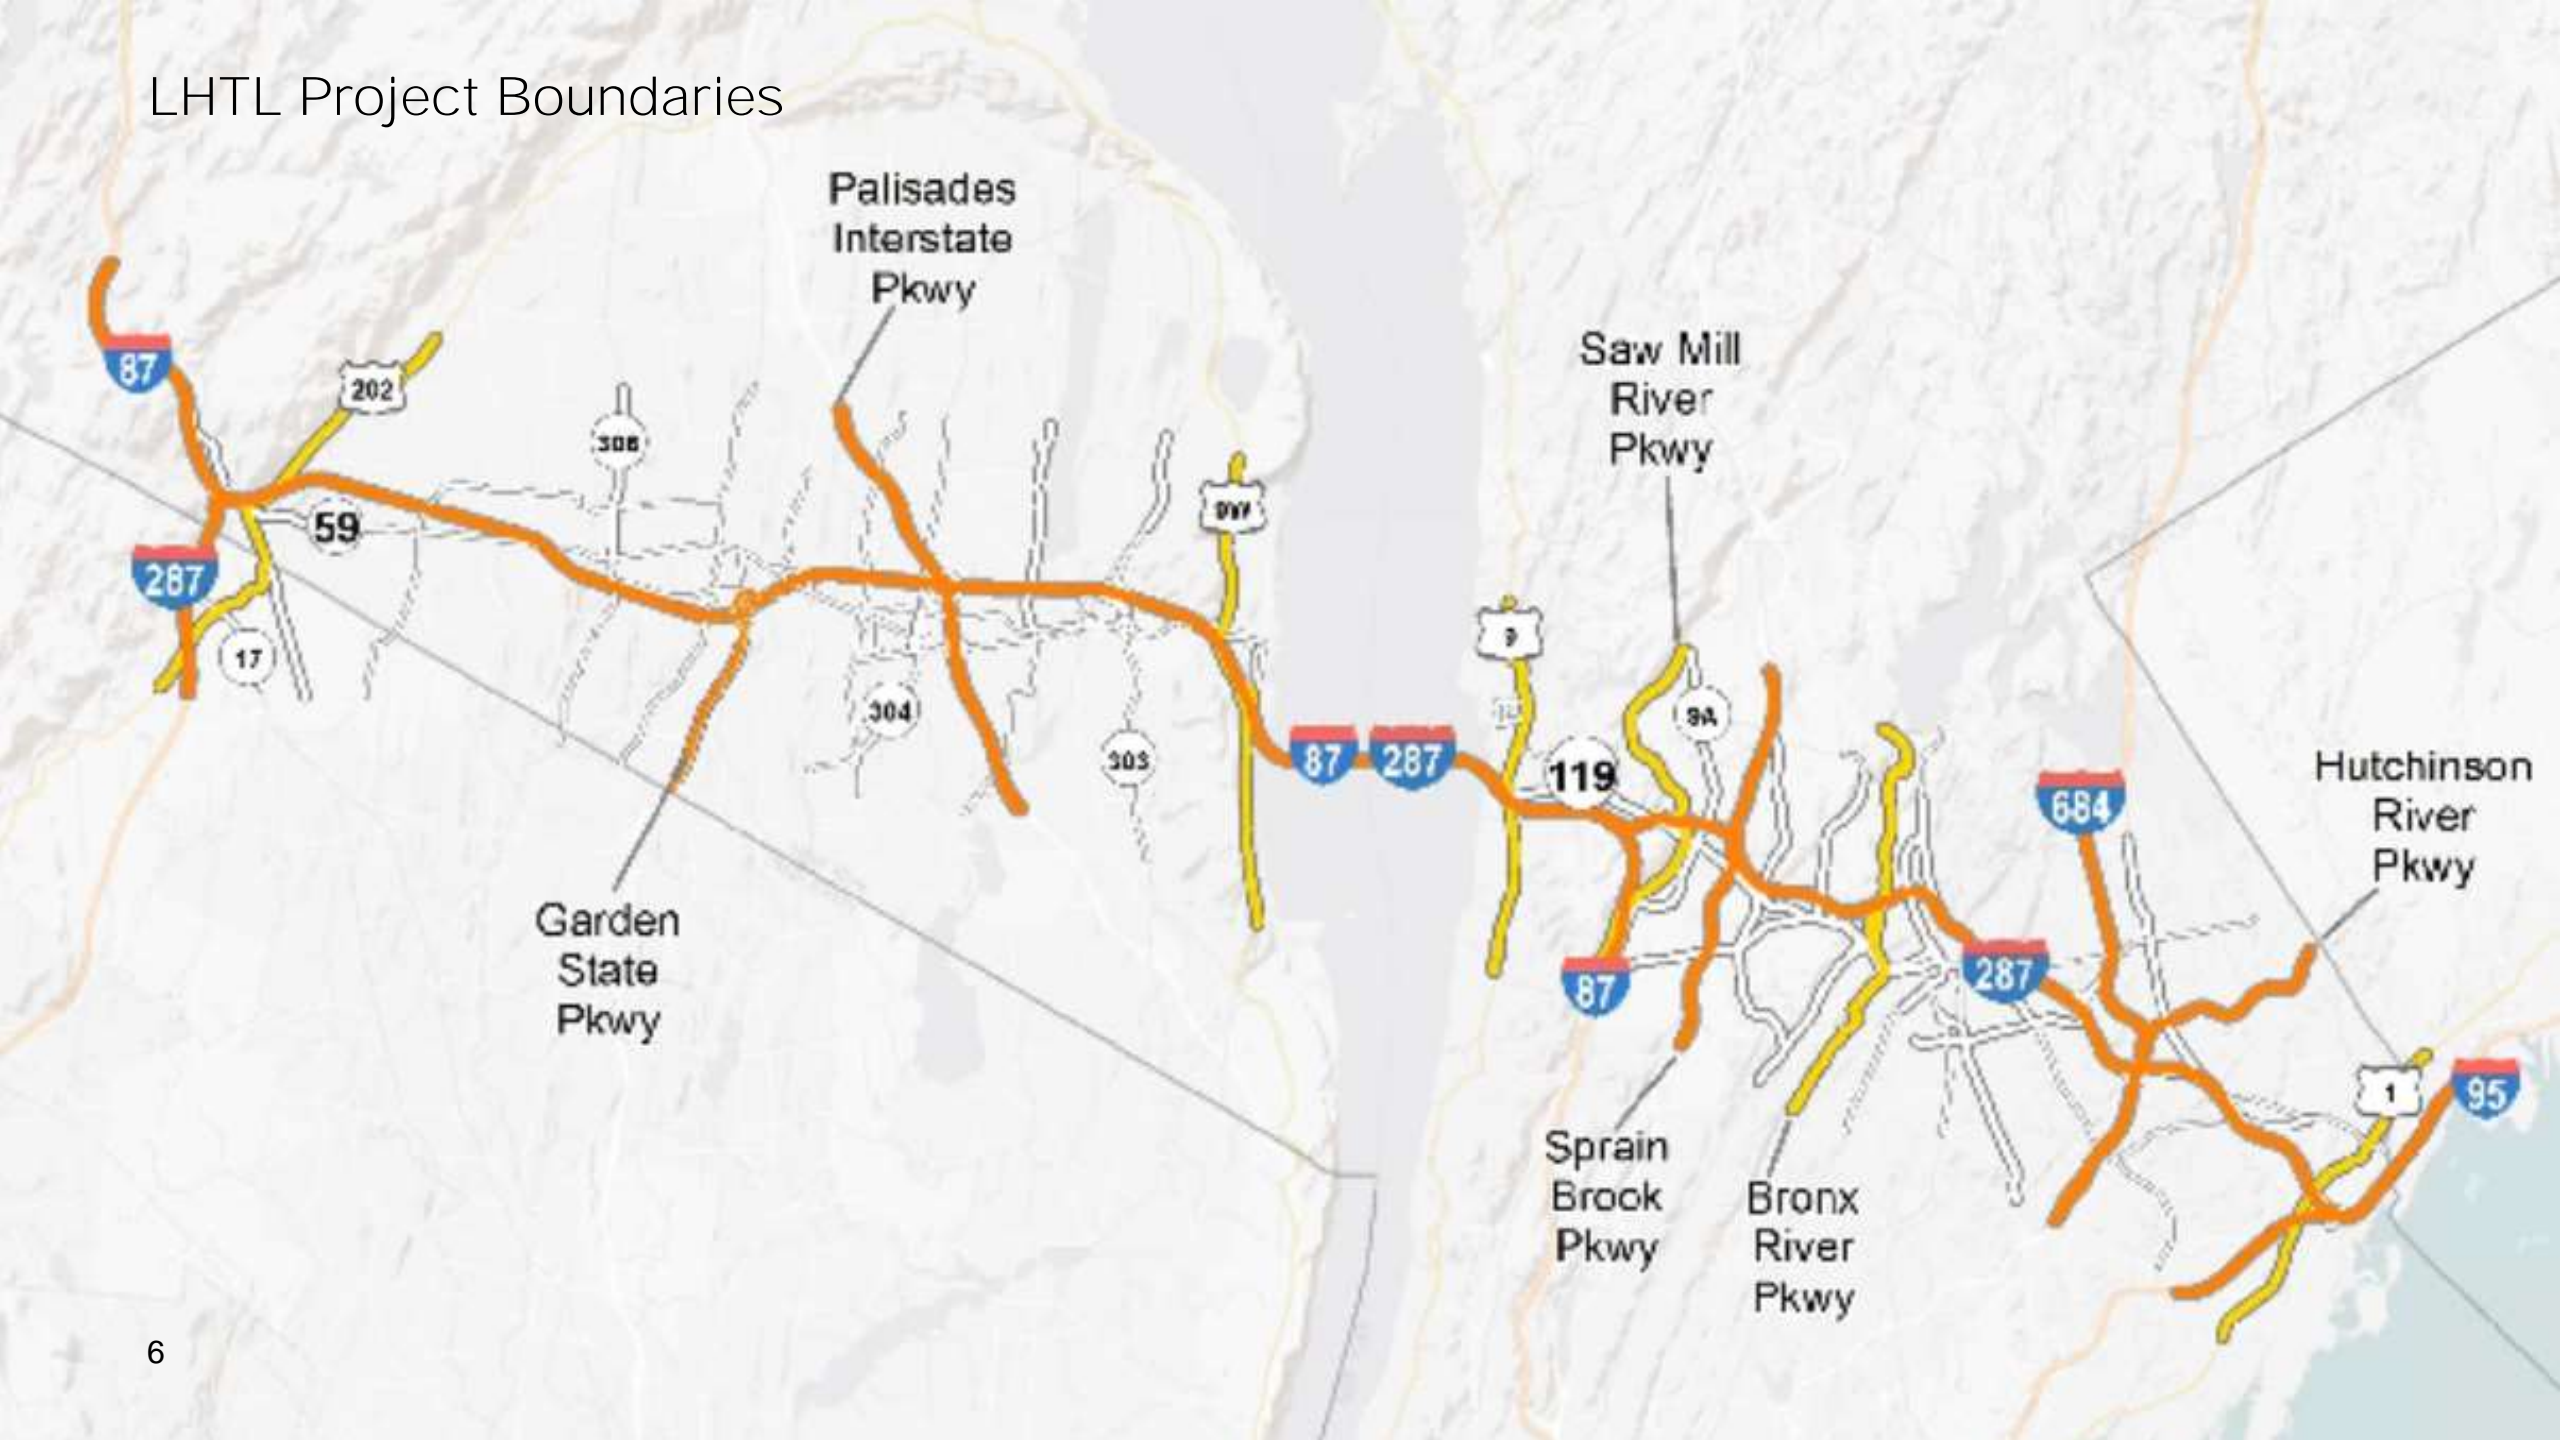 LHTL Project Boundaries
Palisades
Interstate
Pkwy
Saw Mill
River
Pkwy
87
202
306
59
9W
287
17
9
304
303
87
287
119
9A
684
Hutchinson
River
Pkwy
Garden
State
Pkwy
87
287
1
95
Sprain
Brook
Pkwy
Bronx
River
Pkwy
6